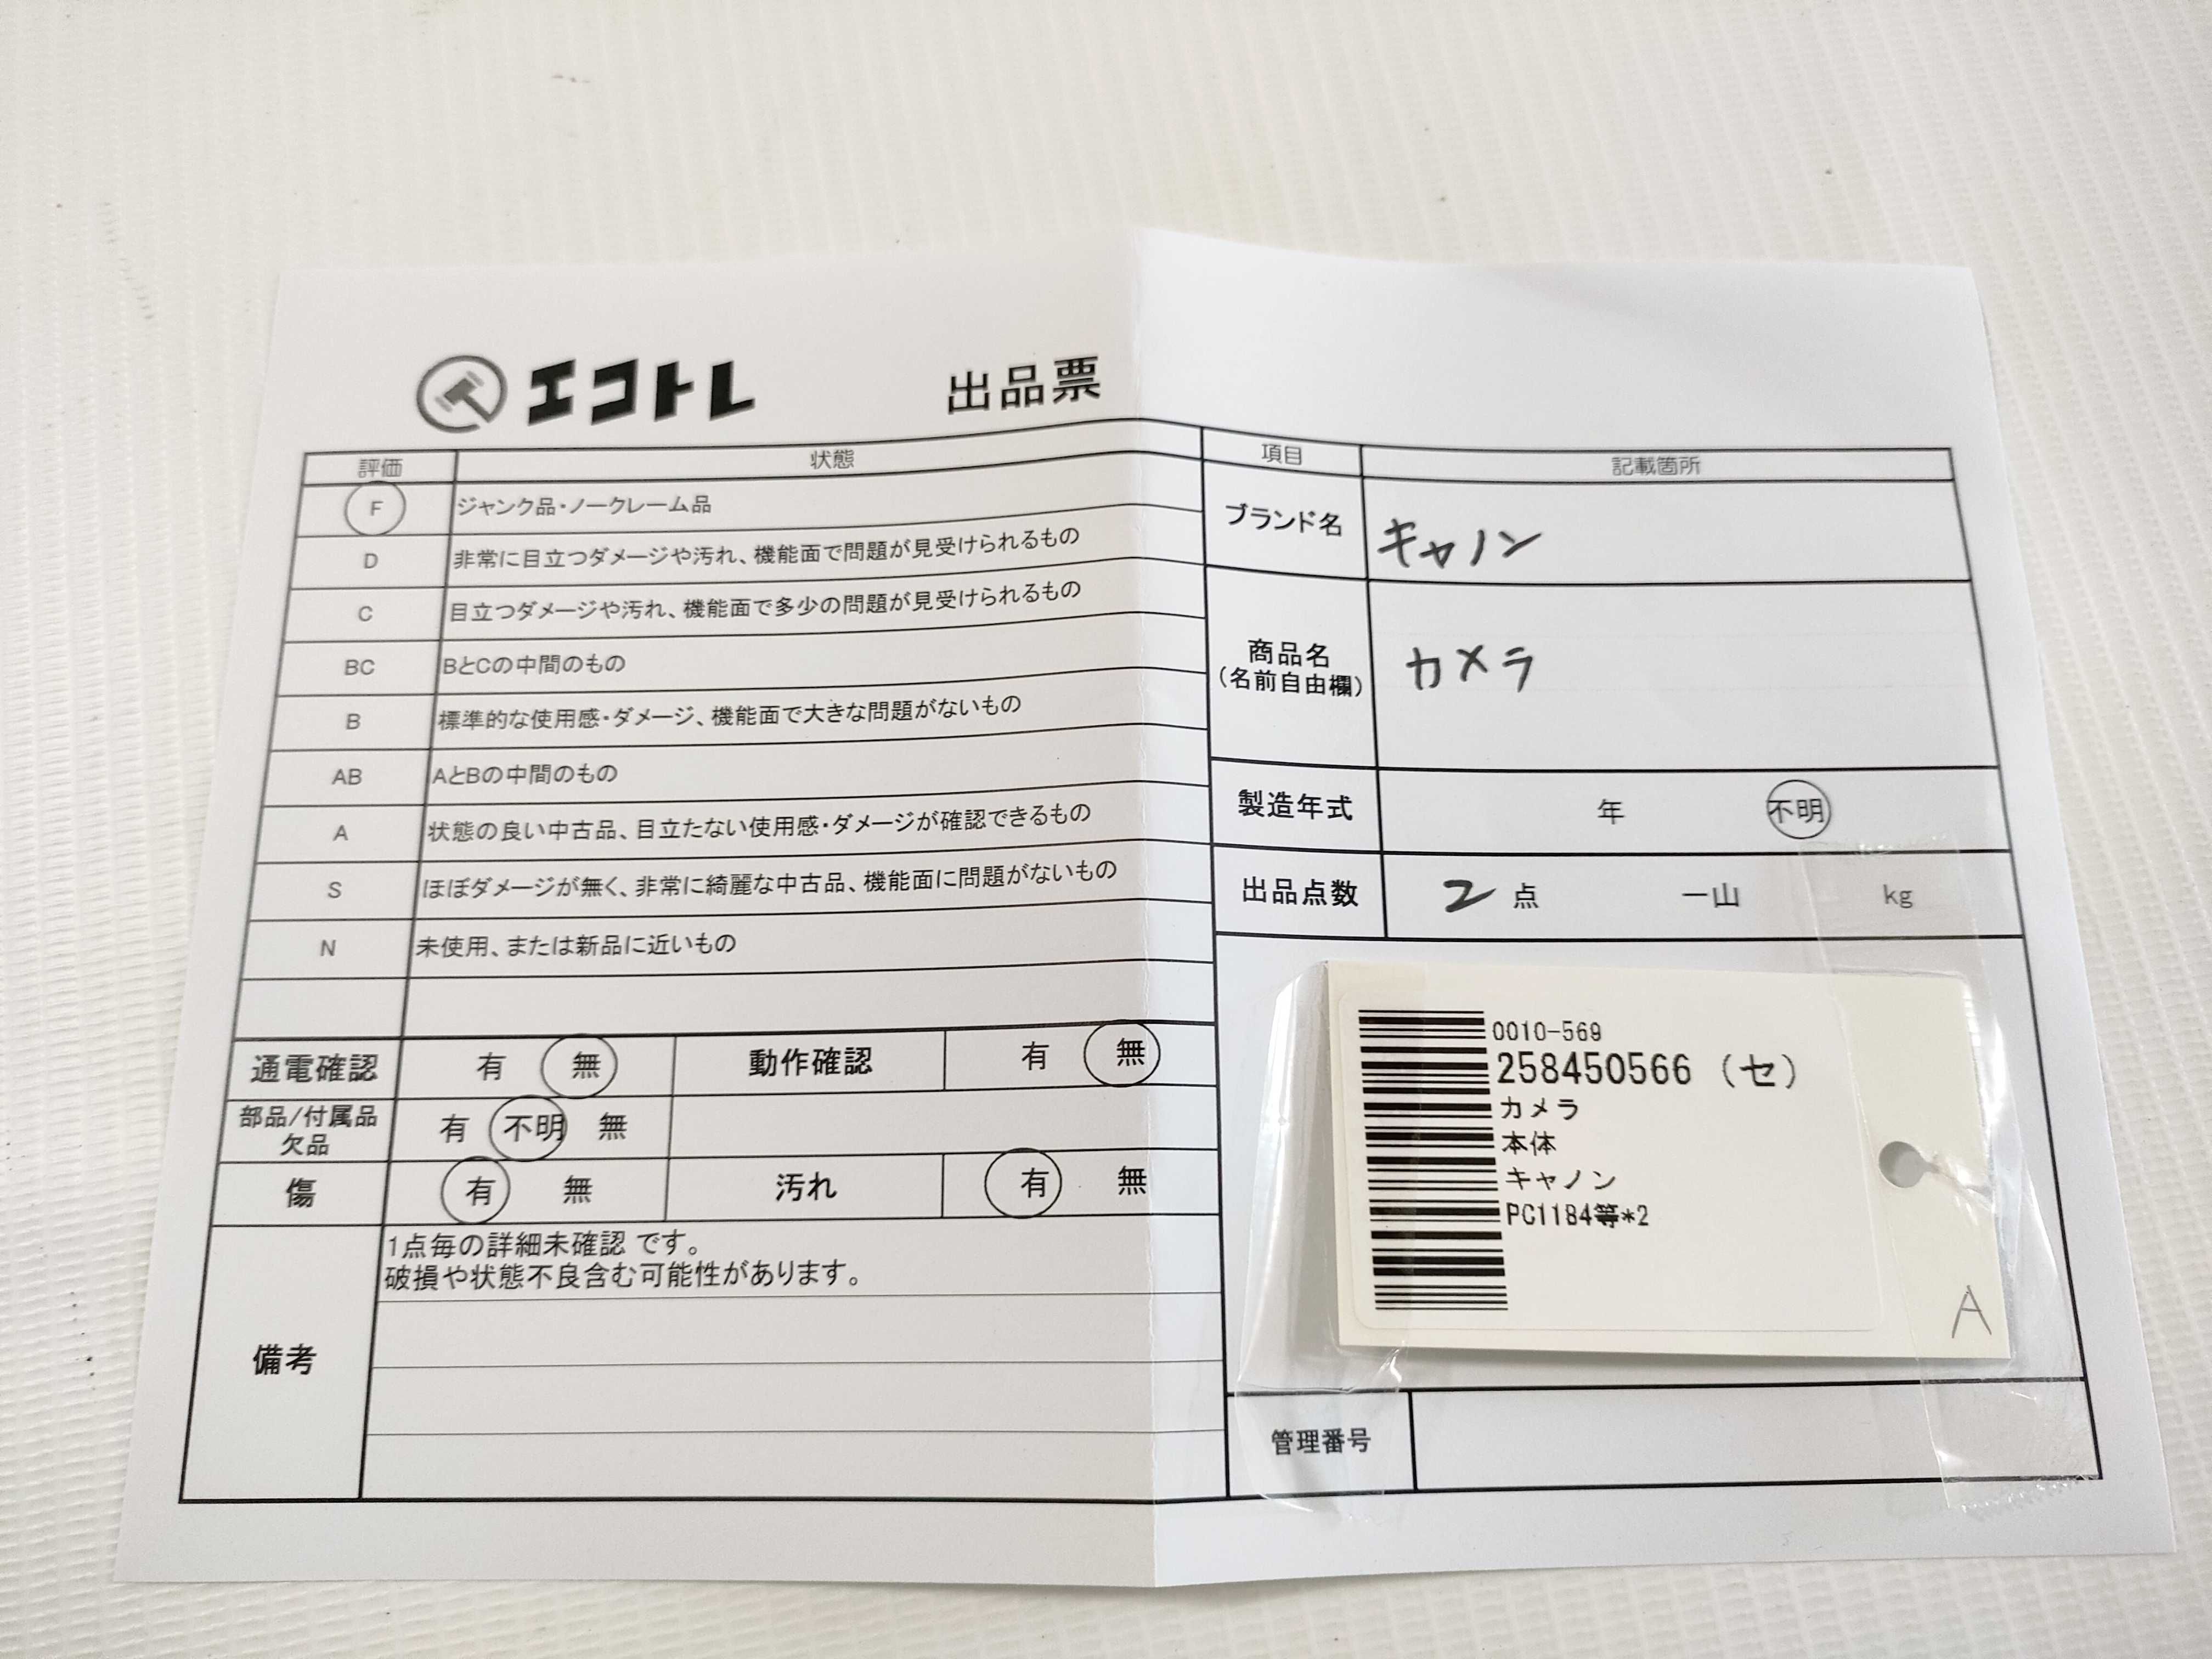 エコトレ 出品票
評価 状態
F ジャンク品・ノークレーム品
D 非常に目立つダメージや汚れ、機能面で問題が見受けられるもの
C 目立つダメージや汚れ、機能面で多少の問題が見受けられるもの
BC BとCの中間のもの
B 標準的な使用感・ダメージ、機能面で大きな問題がないもの
AB AとBの中間のもの
A 状態の良い中古品、目立たない使用感・ダメージが確認できるもの
S ほぼダメージが無く、非常に綺麗な中古品、機能面に問題がないもの
N 未使用、または新品に近いもの
通電確認 有 無 動作確認 有 無
部品/付属品
欠品 有 不明 無
傷 有 無 汚れ 有 無
備考
1点毎の詳細未確認 です。
破損や状態不良含む可能性があります。
項目 記載箇所
ブランド名 キャノン
商品名
(名前自由欄) カメラ
製造年式 年 不明
出品点数 2 点 一山 kg
0010-569
258450566 (セ)
カメラ
本体
キャノン
PC1184等*2
A
管理番号